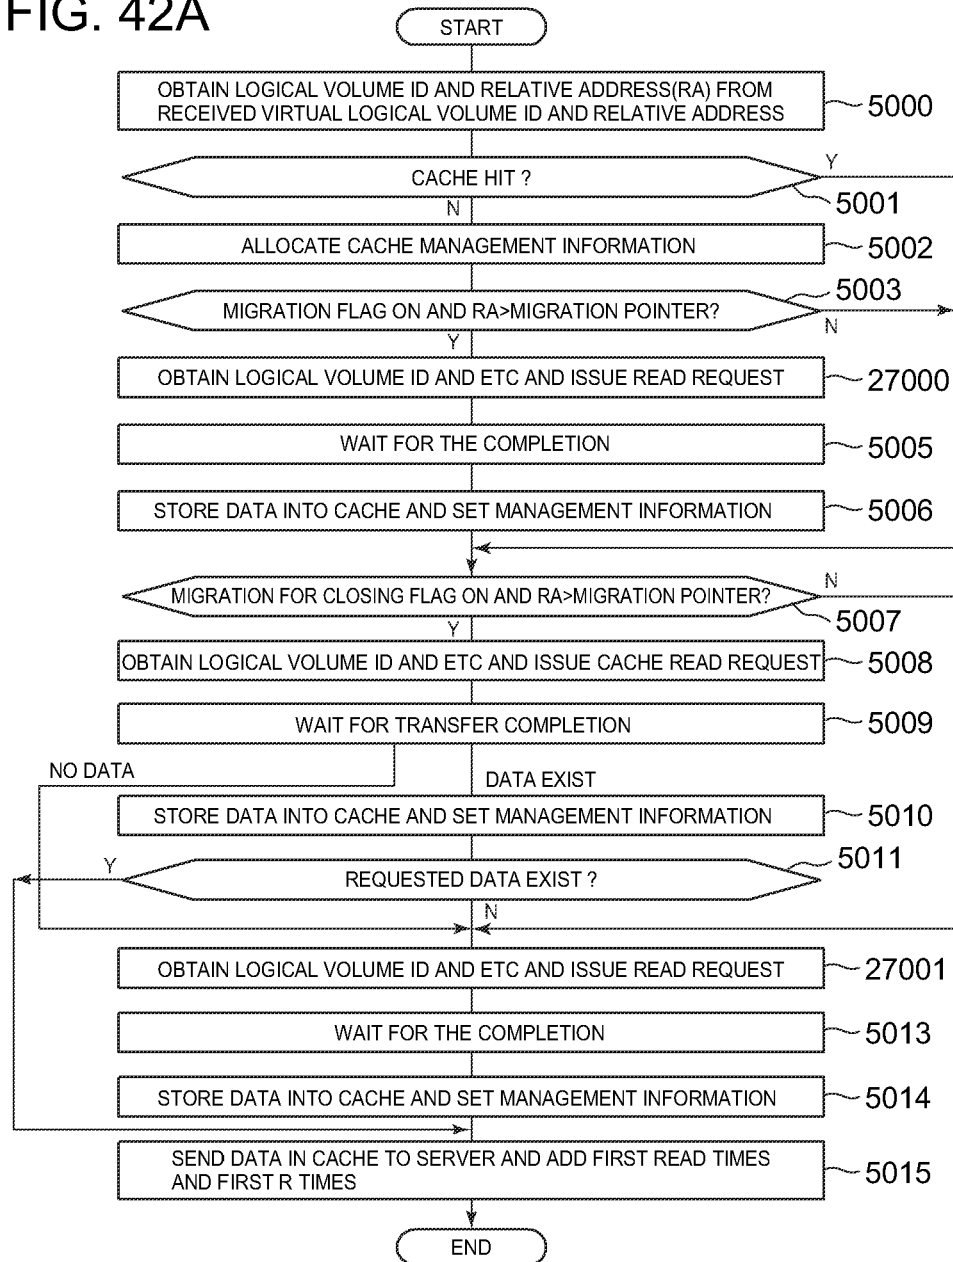 FIG. 42A
START
OBTAIN LOGICAL VOLUME ID AND RELATIVE ADDRESS(RA) FROM
RECEIVED VIRTUAL LOGICAL VOLUME ID AND RELATIVE ADDRESS
5000
Y
CACHE HIT ?
5001
N
ALLOCATE CACHE MANAGEMENT INFORMATION
5002
5003
MIGRATION FLAG ON AND RA>MIGRATION POINTER?
N
Y
OBTAIN LOGICAL VOLUME ID AND ETC AND ISSUE READ REQUEST
27000
WAIT FOR THE COMPLETION
5005
STORE DATA INTO CACHE AND SET MANAGEMENT INFORMATION
5006
N
MIGRATION FOR CLOSING FLAG ON AND RA>MIGRATION POINTER?
5007
Y
OBTAIN LOGICAL VOLUME ID AND ETC AND ISSUE CACHE READ REQUEST
5008
WAIT FOR TRANSFER COMPLETION
5009
NO DATA
DATA EXIST
STORE DATA INTO CACHE AND SET MANAGEMENT INFORMATION
5010
5011
Y
REQUESTED DATA EXIST ?
N
OBTAIN LOGICAL VOLUME ID AND ETC AND ISSUE READ REQUEST
27001
WAIT FOR THE COMPLETION
5013
STORE DATA INTO CACHE AND SET MANAGEMENT INFORMATION
5014
SEND DATA IN CACHE TO SERVER AND ADD FIRST READ TIMES
AND FIRST R TIMES
5015
END